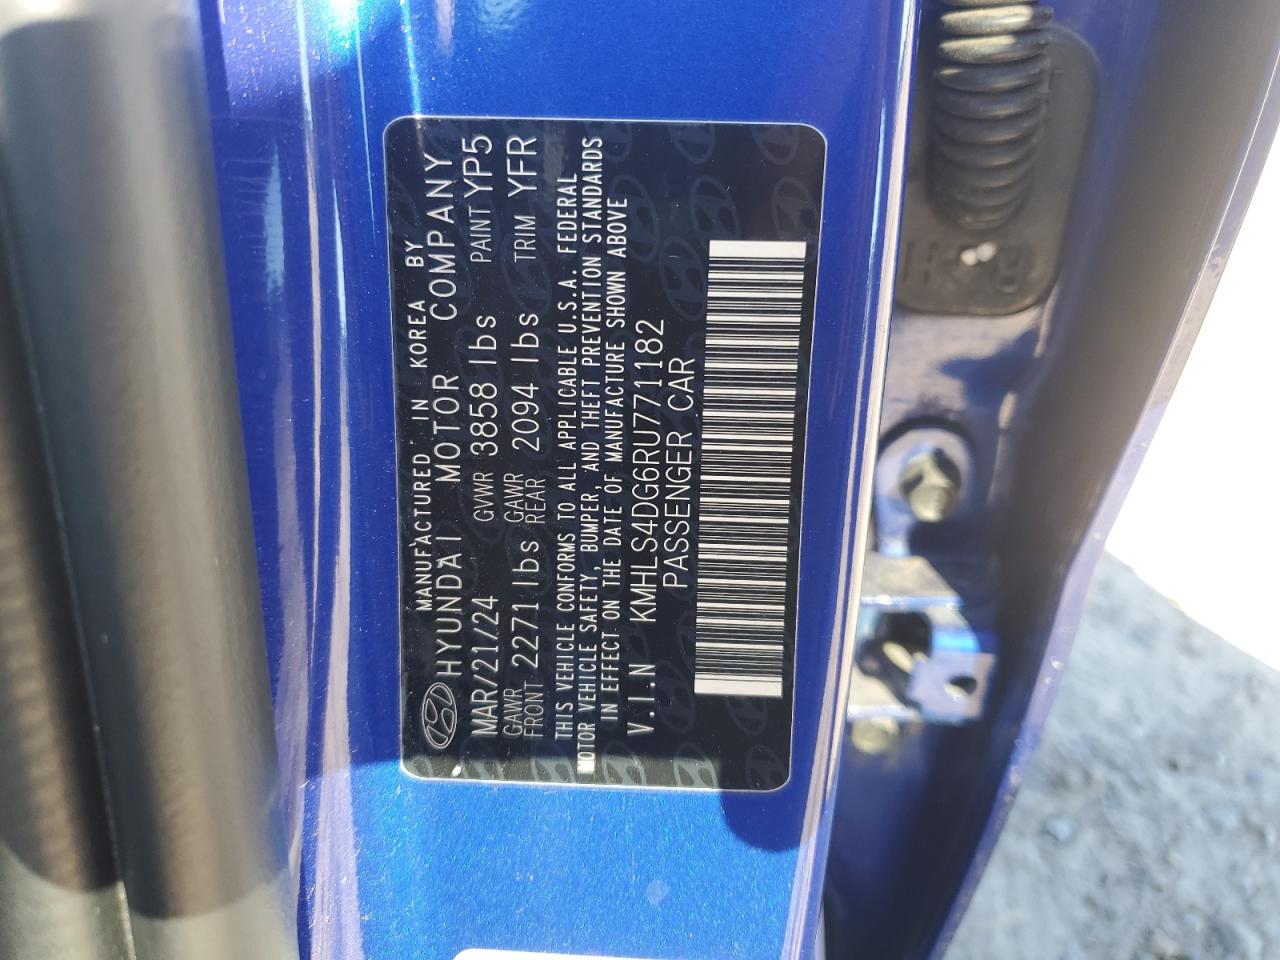 MANUFACTURED IN KOREA BY
HYUNDAI MOTOR COMPANY
MAR/21/24 GVWR 3858 lbs PAINT YP5
GAWR FRONT 2271 lbs GAWR REAR 2094 lbs TRIM YFR
THIS VEHICLE CONFORMS TO ALL APPLICABLE U.S.A. FEDERAL
MOTOR VEHICLE SAFETY, BUMPER, AND THEFT PREVENTION STANDARDS
IN EFFECT ON THE DATE OF MANUFACTURE SHOWN ABOVE
V.I.N KMHLS4DG6RU771182
PASSENGER CAR